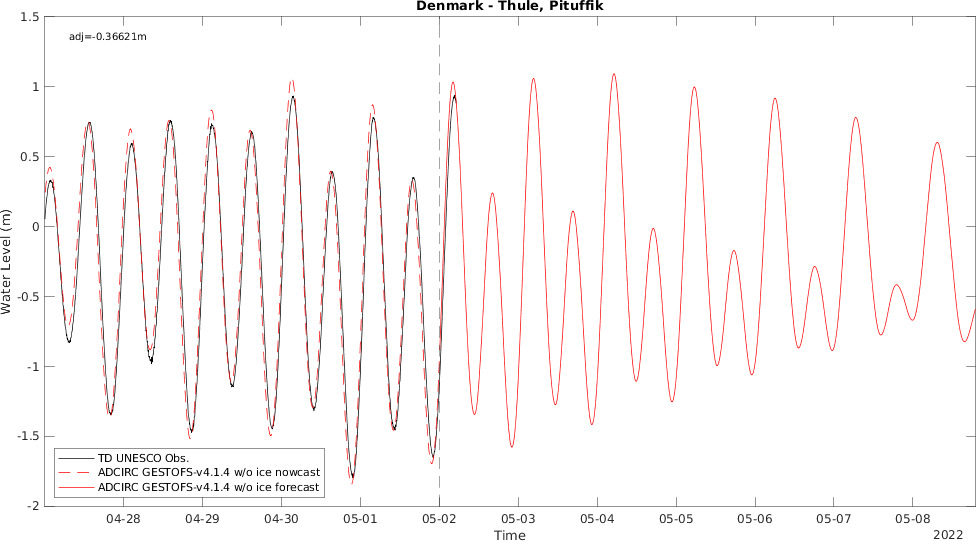 Denmark - Thule, Pituffik
adj=-0.36621m
1.5
1
0.5
0
-0.5
-1
-1.5
-2
Water Level (m)
TD UNESCO Obs.
ADCIRC GESTOFS-v4.1.4 w/o ice nowcast
ADCIRC GESTOFS-v4.1.4 w/o ice forecast
04-28 04-29 04-30 05-01 05-02 05-03 05-04 05-05 05-06 05-07 05-08
Time
2022